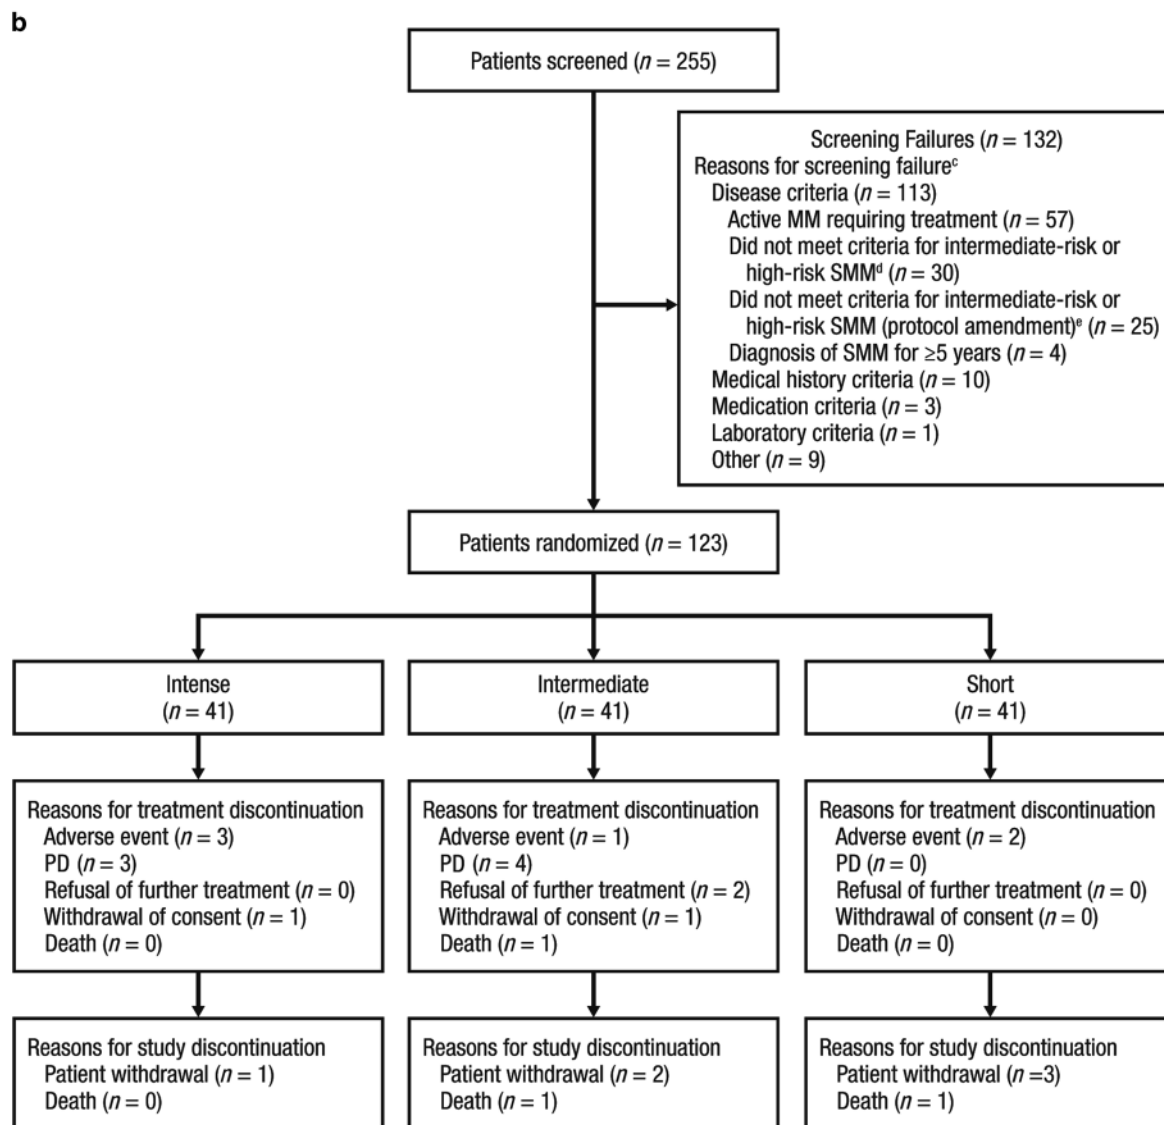 b
Patients screened (n = 255)
Screening Failures (n = 132)
Reasons for screening failureᶜ
Disease criteria (n = 113)
Active MM requiring treatment (n = 57)
Did not meet criteria for intermediate-risk or
high-risk SMMᵈ (n = 30)
Did not meet criteria for intermediate-risk or
high-risk SMM (protocol amendment)ᵉ (n = 25)
Diagnosis of SMM for ≥5 years (n = 4)
Medical history criteria (n = 10)
Medication criteria (n = 3)
Laboratory criteria (n = 1)
Other (n = 9)
Patients randomized (n = 123)
Intense
(n = 41)
Intermediate
(n = 41)
Short
(n = 41)
Reasons for treatment discontinuation
Adverse event (n = 3)
PD (n = 3)
Refusal of further treatment (n = 0)
Withdrawal of consent (n = 1)
Death (n = 0)
Reasons for treatment discontinuation
Adverse event (n = 1)
PD (n = 4)
Refusal of further treatment (n = 2)
Withdrawal of consent (n = 1)
Death (n = 1)
Reasons for treatment discontinuation
Adverse event (n = 2)
PD (n = 0)
Refusal of further treatment (n = 0)
Withdrawal of consent (n = 0)
Death (n = 0)
Reasons for study discontinuation
Patient withdrawal (n = 1)
Death (n = 0)
Reasons for study discontinuation
Patient withdrawal (n = 2)
Death (n = 1)
Reasons for study discontinuation
Patient withdrawal (n =3)
Death (n = 1)